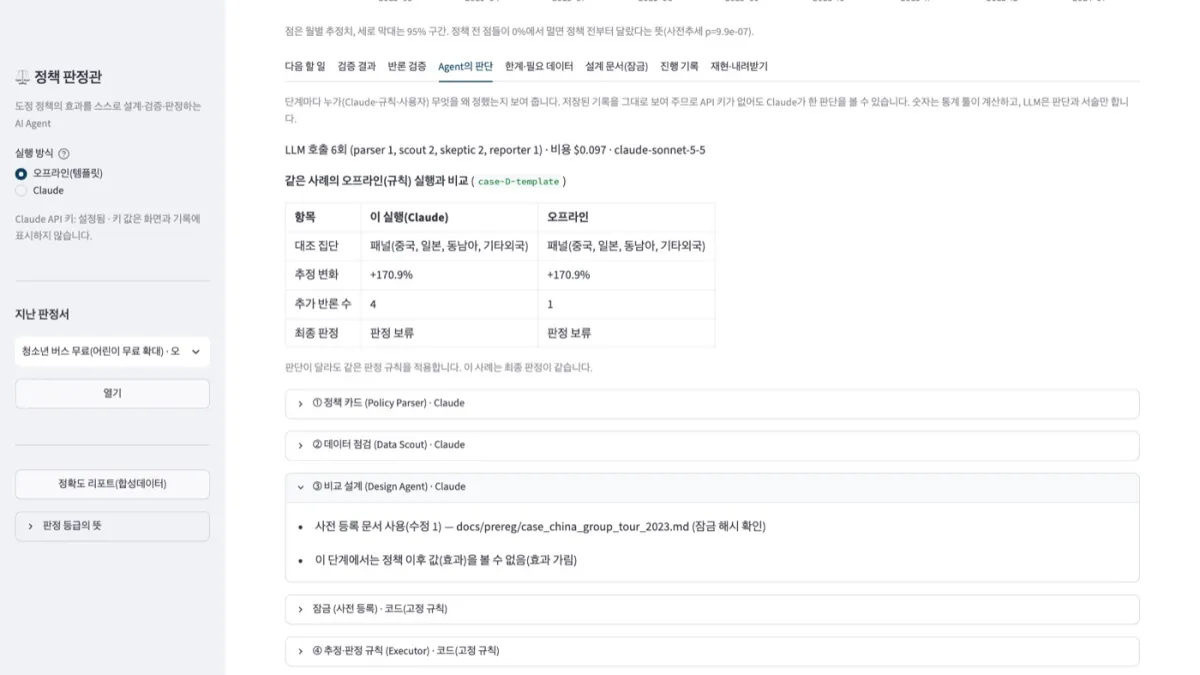 점은 월별 추정치, 세로 막대는 95% 구간. 정책 전 점들이 0%에서 멀면 정책 전부터 달랐다는 뜻(사전추세 p=9.9e-07).
다음 할 일 검증 결과 반론 검증 Agent의 판단 한계·필요 데이터 설계 문서(잠금) 진행 기록 재현·내려받기
단계마다 누가(Claude·규칙·사용자) 무엇을 왜 정했는지 보여 줍니다. 저장된 기록을 그대로 보여 주므로 API 키가 없어도 Claude가 한 판단을 볼 수 있습니다. 숫자는 통계 툴이 계산하고, LLM은 판단과 서술만 합니
다.
LLM 호출 6회 (parser 1, scout 2, skeptic 2, reporter 1) · 비용 $0.097 · claude-sonnet-5-5
같은 사례의 오프라인(규칙) 실행과 비교 ( case-D-template )
항목 이 실행(Claude) 오프라인
대조 집단 패널(중국, 일본, 동남아, 기타외국) 패널(중국, 일본, 동남아, 기타외국)
추정 변화 +170.9% +170.9%
추가 반론 수 4 1
최종 판정 판정 보류 판정 보류
판단이 달라도 같은 판정 규칙을 적용합니다. 이 사례는 최종 판정이 같습니다.
① 정책 카드 (Policy Parser) · Claude
② 데이터 점검 (Data Scout) · Claude
③ 비교 설계 (Design Agent) · Claude
사전 등록 문서 사용(수정 1) — docs/prereg/case_china_group_tour_2023.md (잠금 해시 확인)
이 단계에서는 정책 이후 값(효과)을 볼 수 없음(효과 가림)
잠금 (사전 등록) · 코드(고정 규칙)
④ 추정·판정 규칙 (Executor) · 코드(고정 규칙)
정책 판정관
도정 정책의 효과를 스스로 설계·검증·판정하는
AI Agent
실행 방식
오프라인(템플릿)
Claude
Claude API 키: 설정됨 · 키 값은 화면과 기록에
표시하지 않습니다.
지난 판정서
청소년 버스 무료(어린이 무료 확대) · 오
열기
정확도 리포트(합성데이터)
판정 등급의 뜻